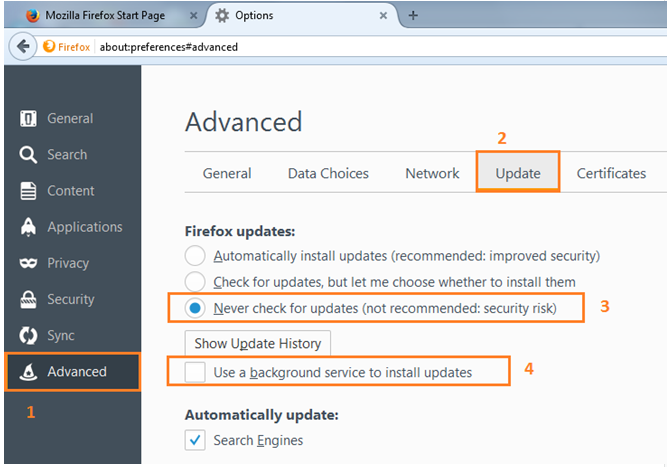 Mozilla Firefox Start Page
Options
Firefox about:preferences#advanced
General
Search
Content
Applications
Privacy
Security
Sync
Advanced
1
Advanced
2
General Data Choices Network Update Certificates
Firefox updates:
Automatically install updates (recommended: improved security)
Check for updates, but let me choose whether to install them
Never check for updates (not recommended: security risk)
3
Show Update History
Use a background service to install updates
4
Automatically update:
Search Engines